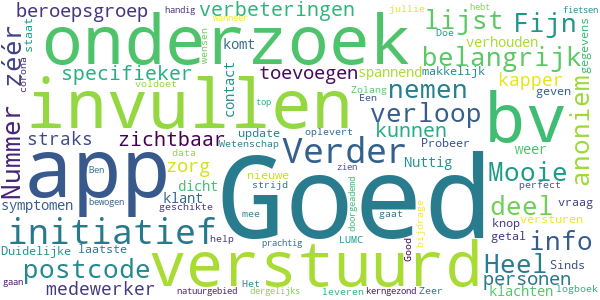 handig wanneer jullie hebt fietsen
beroepsgroep verbeteringen lijst Fijn
onderzoek Doe
wensen komt belangrijk gegevens
corona staat zéér specifieker contact toevoegen spannend verhouden makkelijk kapper
voldoet Zolang Een nemen geven
invullen bv anoniem
Nummer straks zichtbaar update top oplevert verloop kunnen Probeer
app Wetenschap Verder Nuttig weer
data zorg nieuwe zien
symptomen Ben dicht strijd doorgeademd Mooie perfect
bewogen klant Goed deel vraag
initiatief geschikte mee gaat knop versturen
Duidelijke laatste help LUMC Good bijdrage Heel getal info
postcode prachtig verstuurd personen Sinds
gaan medewerker natuurgebied Het dergelijks leveren kerngezond Zeer klachten logboek